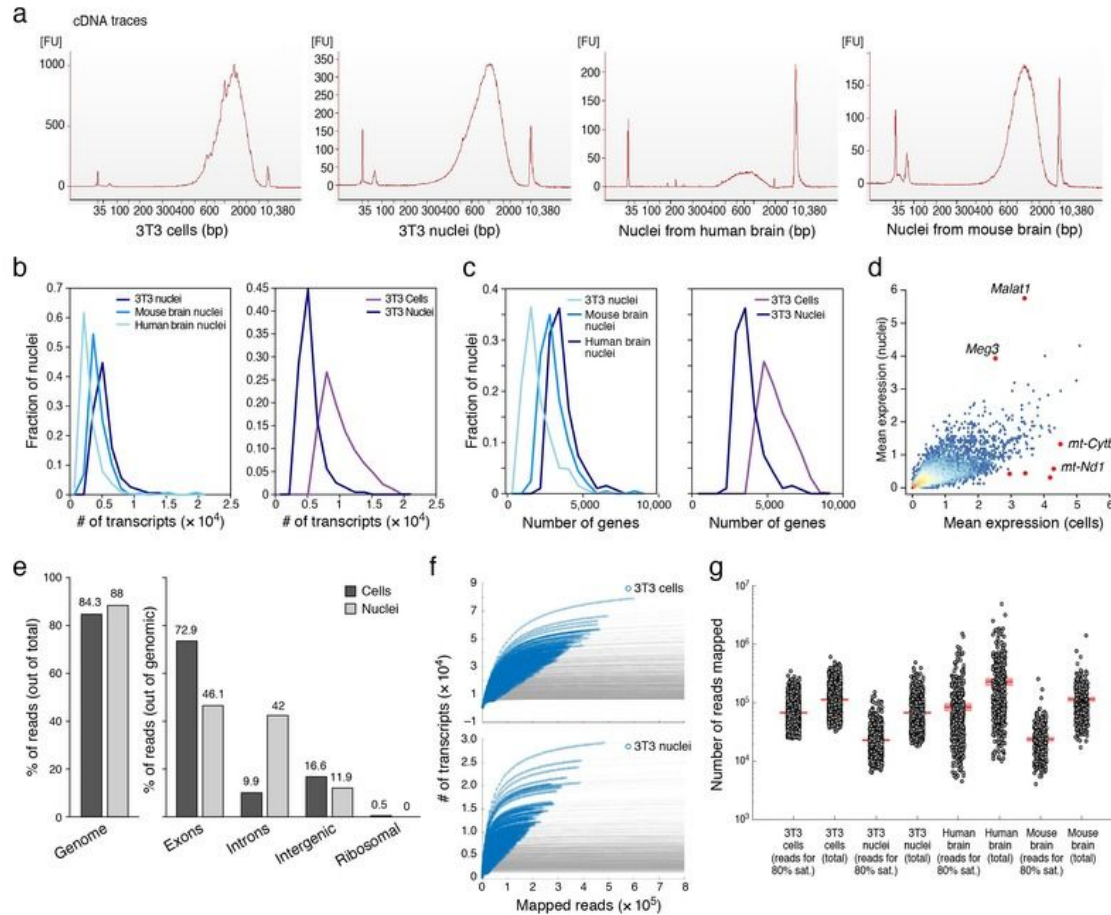 a
cDNA traces
[FU]
1000
500
0
35 100 200 300400 600 2000 10,380
3T3 cells (bp)
[FU]
350
300
250
200
150
100
50
0
35 100 200 300400 600 2000 10,380
3T3 nuclei (bp)
[FU]
200
150
100
50
0
35 100 200 300400 600 2000 10,380
Nuclei from human brain (bp)
[FU]
150
100
50
0
35 100 200 300400 600 2000 10,380
Nuclei from mouse brain (bp)
b
Fraction of nuclei
0.7
0.6
0.5
0.4
0.3
0.2
0.1
0
3T3 nuclei
Mouse brain nuclei
Human brain nuclei
0 0.5 1 1.5 2 2.5
# of transcripts (× 10⁴)
0.45
0.40
0.35
0.30
0.25
0.20
0.15
0.10
0.05
0
3T3 Cells
3T3 Nuclei
0 0.5 1 1.5 2 2.5
# of transcripts (× 10⁴)
c
Fraction of nuclei
0.4
0.3
0.2
0.1
0
3T3 nuclei
Mouse brain
nuclei
Human brain
nuclei
0 5,000
Number of genes
3T3 Cells
3T3 Nuclei
0 5,000 10,000
Number of genes
d
Mean expression (nuclei)
6
5
4
3
2
1
0
Malat1
Meg3
mt-Cytb
mt-Nd1
0 1 2 3 4 5 6
Mean expression (cells)
e
% of reads (out of total)
100
80
60
40
20
0
84.3 88
Genome
% of reads (out of genomic)
Cells
Nuclei
72.9
46.1
9.9
42
16.6
11.9
0.5 0
Exons
Introns
Intergenic
Ribosomal
f
# of transcripts (× 10⁴)
9
7
5
3
1
−1
3T3 cells
3.0
2.5
2.0
1.5
1.0
0.5
0
3T3 nuclei
0 1 2 3 4 5 6 7 8
Mapped reads (× 10⁵)
g
Number of reads mapped
10⁷
10⁶
10⁵
10⁴
10³
3T3
cells
(reads for
80% sat.)
3T3
cells
(total)
3T3
nuclei
(reads for
80% sat.)
3T3
nuclei
(total)
Human
brain
(reads for
80% sat.)
Human
brain
(total)
Mouse
brain
(reads for
80% sat.)
Mouse
brain
(total)